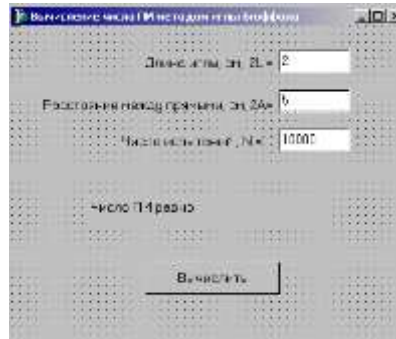 Вычисление числа ПИ методом иглы Бюффона
Длина иглы, см, 2L= 2
Расстояние между прямыми, см, 2A= 5
Число испытаний, N= 10000
Число ПИ равно
Вычислить